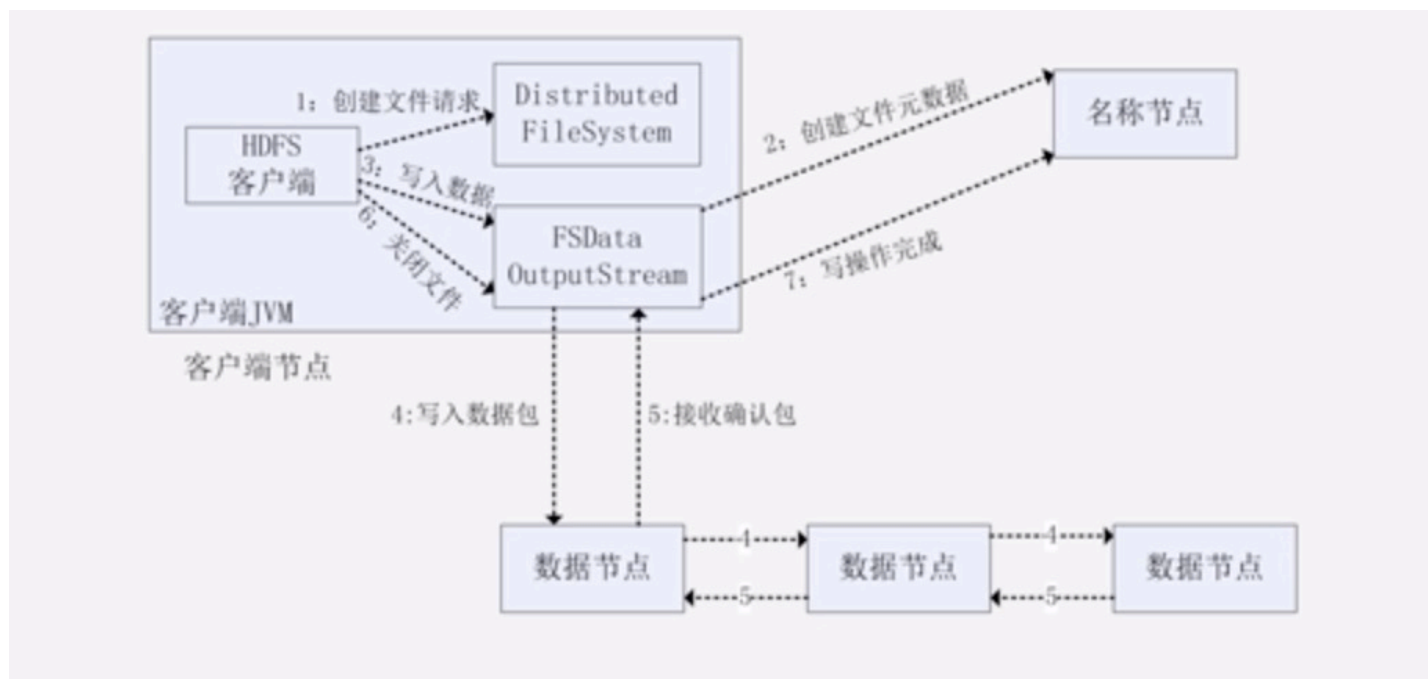 1: 创建文件请求
Distributed
FileSystem
HDFS
客户端
3: 写入数据
6: 关闭文件
FSData
OutputStream
客户端JVM
客户端节点
2: 创建文件元数据
名称节点
7: 写操作完成
4:写入数据包
5:接收确认包
数据节点
4
5
数据节点
4
5
数据节点